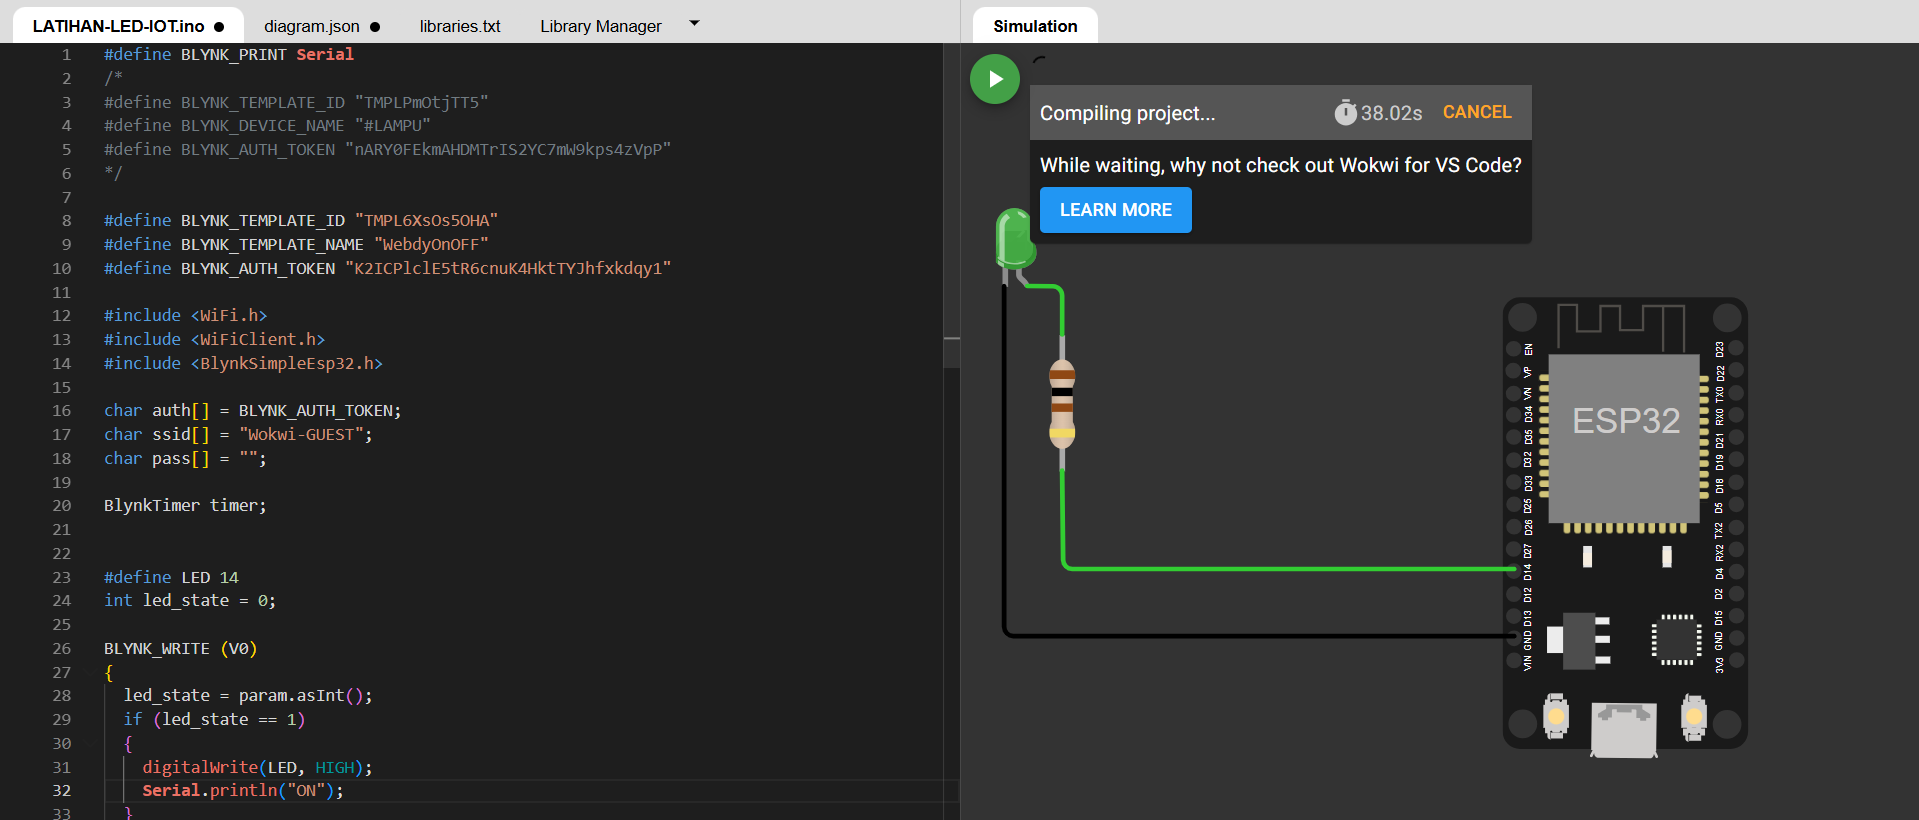 LATIHAN-LED-IOT.ino ● diagram.json ● libraries.txt Library Manager
Simulation
1 #define BLYNK_PRINT Serial
2 /*
3 #define BLYNK_TEMPLATE_ID "TMPLPmOtjTT5"
4 #define BLYNK_DEVICE_NAME "#LAMPU"
5 #define BLYNK_AUTH_TOKEN "nARY0FEkmAHDMTrIS2YC7mW9kps4zVpP"
6 */
7
8 #define BLYNK_TEMPLATE_ID "TMPL6XsOs5OHA"
9 #define BLYNK_TEMPLATE_NAME "WebdyOnOFF"
10 #define BLYNK_AUTH_TOKEN "K2ICPlclE5tR6cnuK4HktTYJhfxkdqy1"
11
12 #include <WiFi.h>
13 #include <WiFiClient.h>
14 #include <BlynkSimpleEsp32.h>
15
16 char auth[] = BLYNK_AUTH_TOKEN;
17 char ssid[] = "Wokwi-GUEST";
18 char pass[] = "";
19
20 BlynkTimer timer;
21
22
23 #define LED 14
24 int led_state = 0;
25
26 BLYNK_WRITE (V0)
27 {
28 led_state = param.asInt();
29 if (led_state == 1)
30 {
31 digitalWrite(LED, HIGH);
32 Serial.println("ON");
33 }
Compiling project... 38.02s CANCEL
While waiting, why not check out Wokwi for VS Code?
LEARN MORE
ESP32
EN
VP
VN
D34
D35
D32
D33
D25
D26
D27
D14
D12
D13
GND
VIN
D23
D22
TX0
RX0
D21
D19
D18
D5
TX2
RX2
D4
D2
D15
GND
3V3